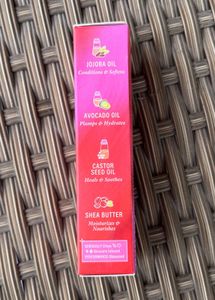 JOJOBA OIL
Conditions & Softens
AVOCADO OIL
Plumps & Hydrates
CASTOR
SEED OIL
Heals & Soothes
SHEA BUTTER
Moisturizes &
Nourishes